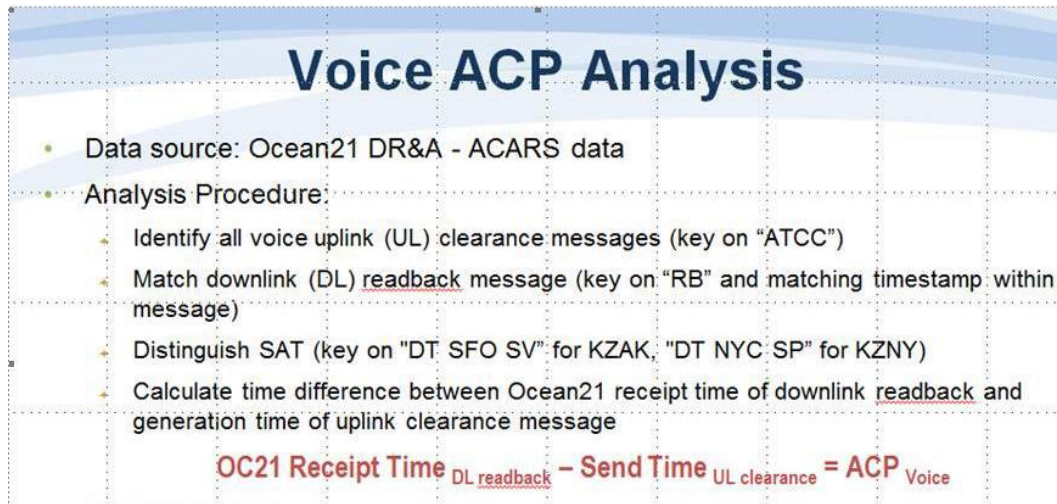 Voice ACP Analysis
Data source: Ocean21 DR&A - ACARS data
Analysis Procedure:
Identify all voice uplink (UL) clearance messages (key on “ATCC”)
Match downlink (DL) readback message (key on “RB” and matching timestamp within
message)
Distinguish SAT (key on "DT SFO SV” for KZAK, "DT NYC SP” for KZNY)
Calculate time difference between Ocean21 receipt time of downlink readback and
generation time of uplink clearance message
OC21 Receipt Time DL readback – Send Time UL clearance = ACP Voice